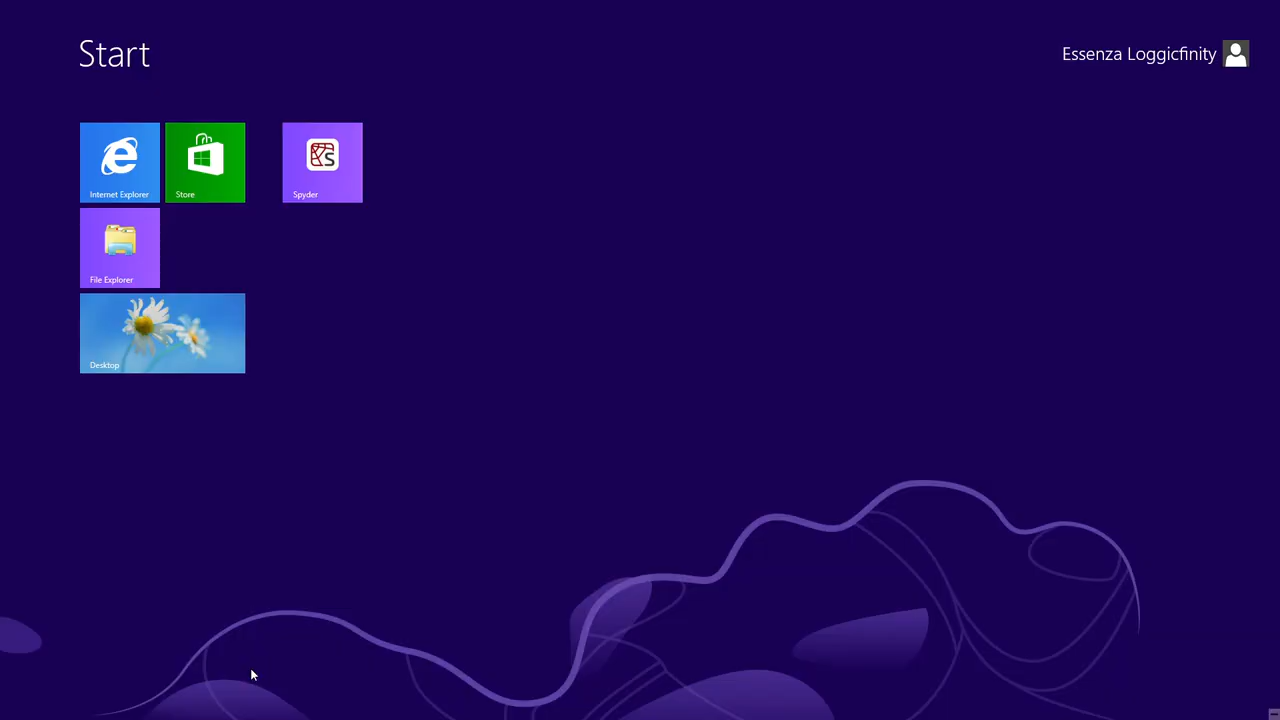 Start
Essenza Loggicfinity
Internet Explorer
Store
Spyder
File Explorer
Desktop